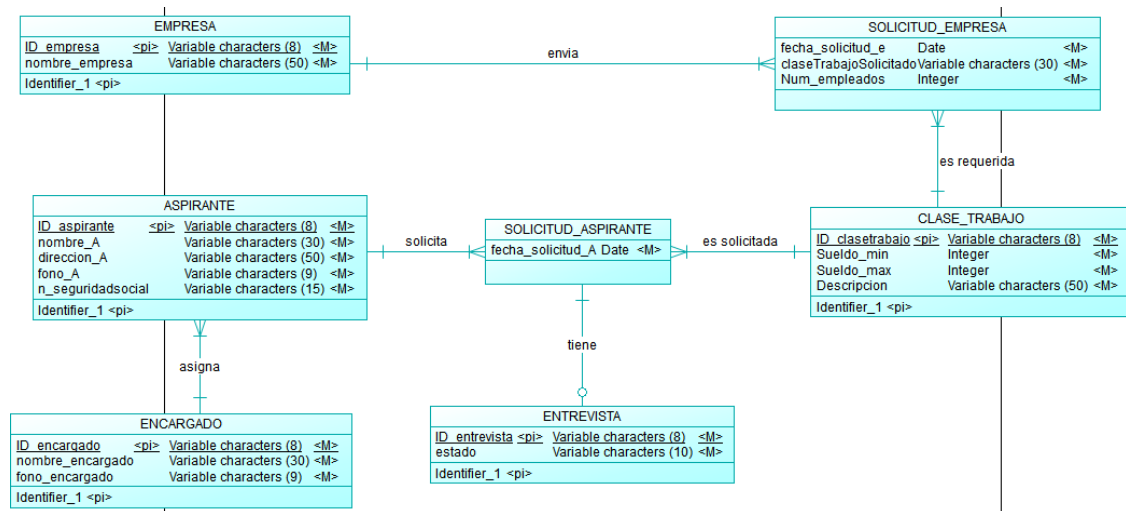 EMPRESA
ID_empresa <pi> Variable characters (8) <M>
nombre_empresa Variable characters (50) <M>
Identifier_1 <pi>
envia
SOLICITUD_EMPRESA
fecha_solicitud_e Date <M>
claseTrabajoSolicitado Variable characters (30) <M>
Num_empleados Integer <M>
es requerida
ASPIRANTE
ID_aspirante <pi> Variable characters (8) <M>
nombre_A Variable characters (30) <M>
direccion_A Variable characters (50) <M>
fono_A Variable characters (9) <M>
n_seguridadsocial Variable characters (15) <M>
Identifier_1 <pi>
solicita
SOLICITUD_ASPIRANTE
fecha_solicitud_A Date <M>
es solicitada
CLASE_TRABAJO
ID_clasetrabajo <pi> Variable characters (8) <M>
Sueldo_min Integer <M>
Sueldo_max Integer <M>
Descripcion Variable characters (50) <M>
Identifier_1 <pi>
asigna
tiene
ENCARGADO
ID_encargado <pi> Variable characters (8) <M>
nombre_encargado Variable characters (30) <M>
fono_encargado Variable characters (9) <M>
Identifier_1 <pi>
ENTREVISTA
ID_entrevista <pi> Variable characters (8) <M>
estado Variable characters (10) <M>
Identifier_1 <pi>